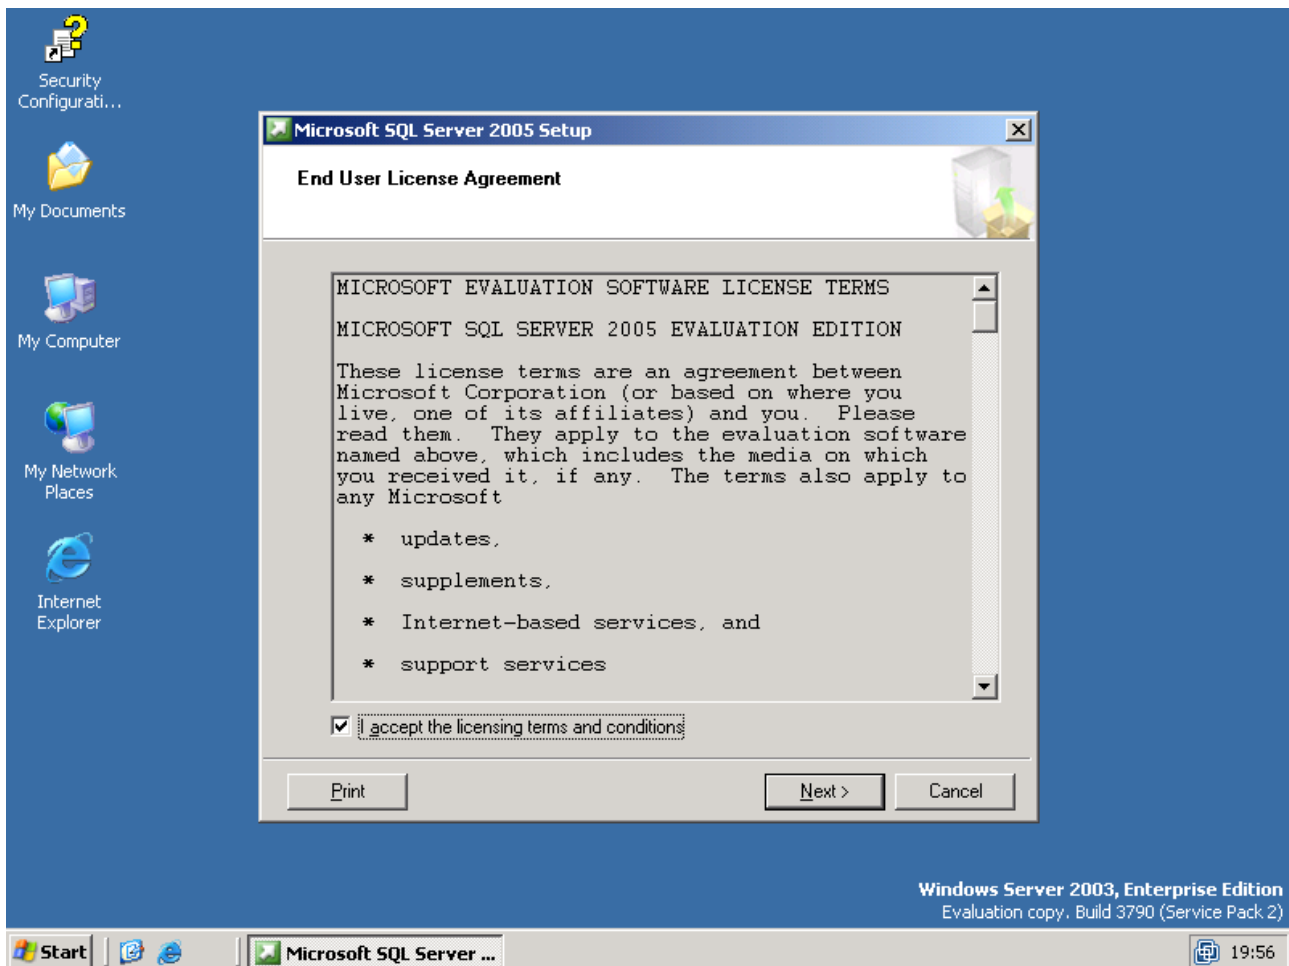 Security
Configurati...
My Documents
My Computer
My Network
Places
Internet
Explorer
Microsoft SQL Server 2005 Setup
End User License Agreement
MICROSOFT EVALUATION SOFTWARE LICENSE TERMS
MICROSOFT SQL SERVER 2005 EVALUATION EDITION
These license terms are an agreement between
Microsoft Corporation (or based on where you
live, one of its affiliates) and you.  Please
read them.  They apply to the evaluation software
named above, which includes the media on which
you received it, if any.  The terms also apply to
any Microsoft
* updates,
* supplements,
* Internet-based services, and
* support services
I accept the licensing terms and conditions
Print
Next >
Cancel
Windows Server 2003, Enterprise Edition
Evaluation copy. Build 3790 (Service Pack 2)
Start
Microsoft SQL Server ...
19:56